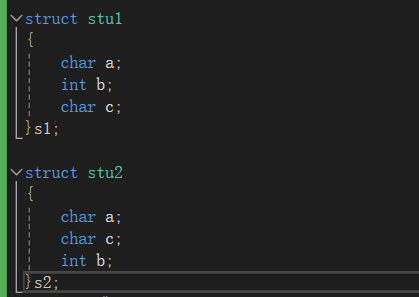 struct stu1
{
char a;
int b;
char c;
}s1;
struct stu2
{
char a;
char c;
int b;
}s2;